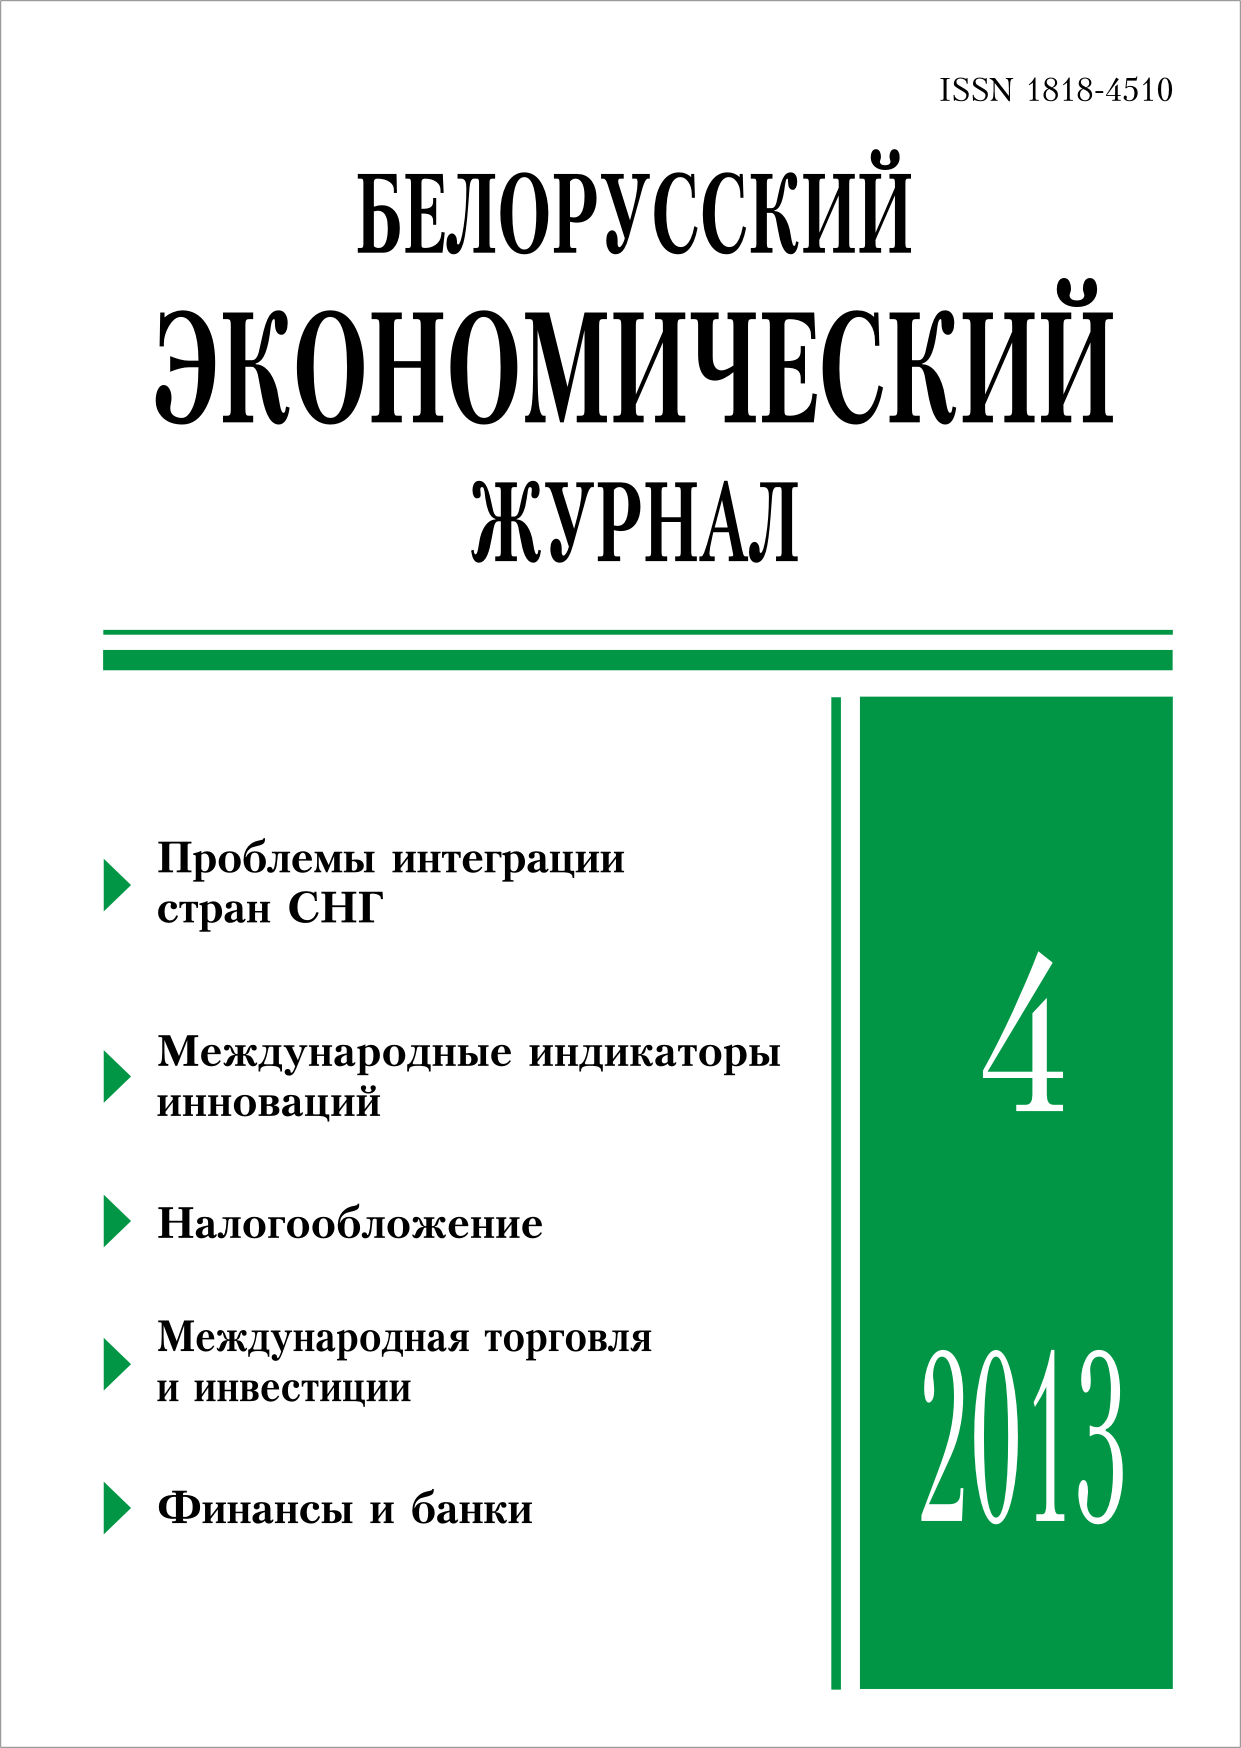 ISSN 1818-4510
БЕЛОРУССКИЙ
ЭКОНОМИЧЕСКИЙ
ЖУРНАЛ
Проблемы интеграции
стран СНГ
Международные индикаторы
инноваций
Налогообложение
Международная торговля
и инвестиции
Финансы и банки
4
2013